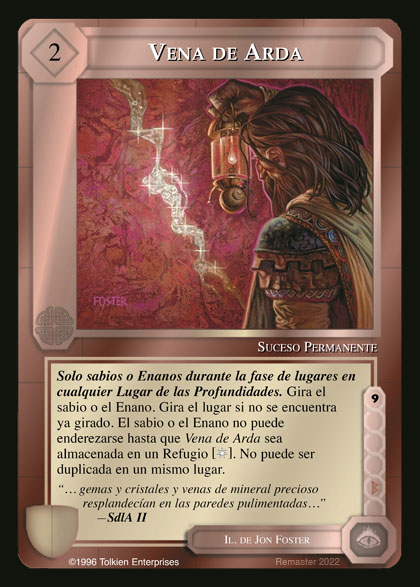 2
VENA DE ARDA
FOSTER
SUCESO PERMANENTE
Solo sabios o Enanos durante la fase de lugares en
cualquier Lugar de las Profundidades. Gira el
sabio o el Enano. Gira el lugar si no se encuentra
ya girado. El sabio o el Enano no puede
enderezarse hasta que Vena de Arda sea
almacenada en un Refugio [☼]. No puede ser
duplicada en un mismo lugar.
“… gemas y cristales y venas de mineral precioso
resplandecían en las paredes pulimentadas…”
—SdlA II
9
IL. DE JON FOSTER
©1996 Tolkien Enterprises
Remaster 2022